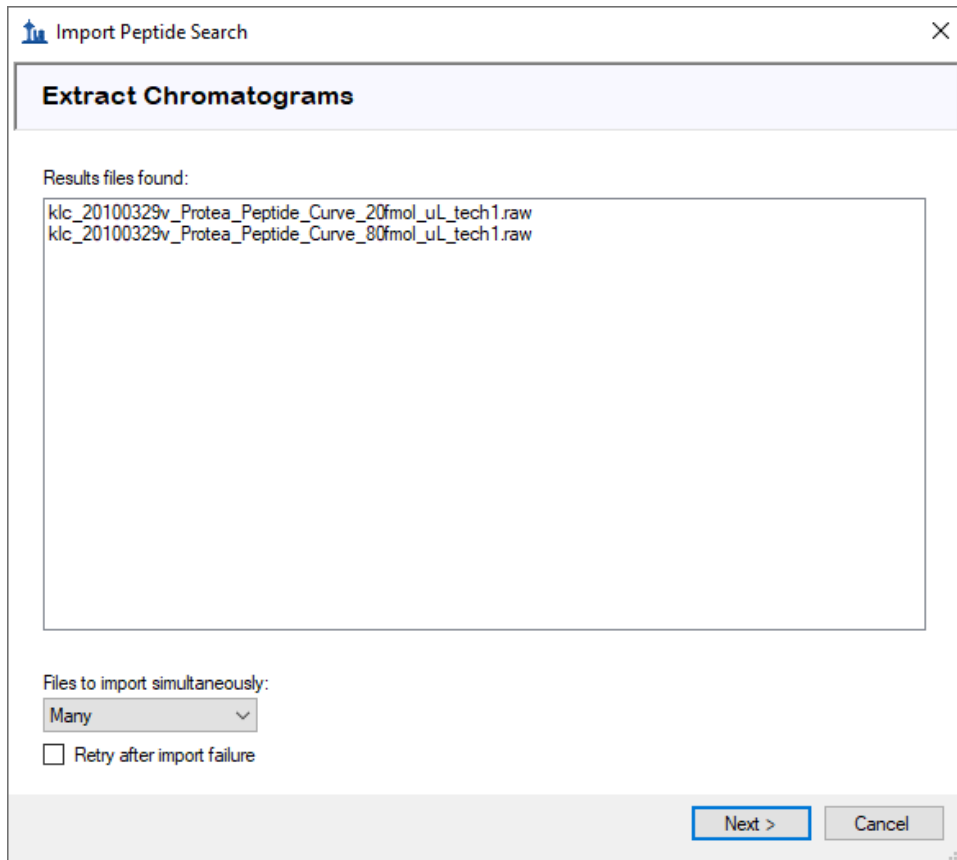 Import Peptide Search
Extract Chromatograms
Results files found:
klc_20100329v_Protea_Peptide_Curve_20fmol_uL_tech1.raw
klc_20100329v_Protea_Peptide_Curve_80fmol_uL_tech1.raw
Files to import simultaneously:
Many
Retry after import failure
Next > Cancel